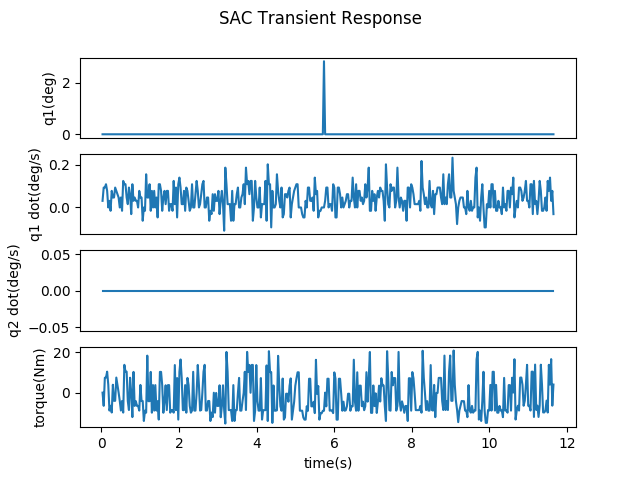 SAC Transient Response
q1(deg)
2
0
q1 dot(deg/s)
0.2
0.0
q2 dot(deg/s)
0.05
0.00
−0.05
torque(Nm)
20
0
0 2 4 6 8 10 12
time(s)